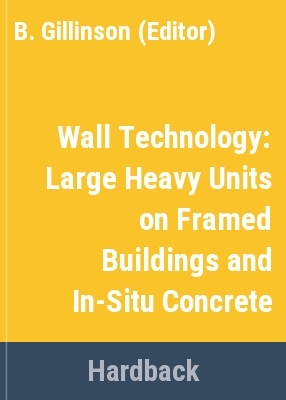 B. Gillinson (Editor)
Wall Technology:
Large Heavy Units
on Framed
Buildings and
In-Situ Concrete
Hardback